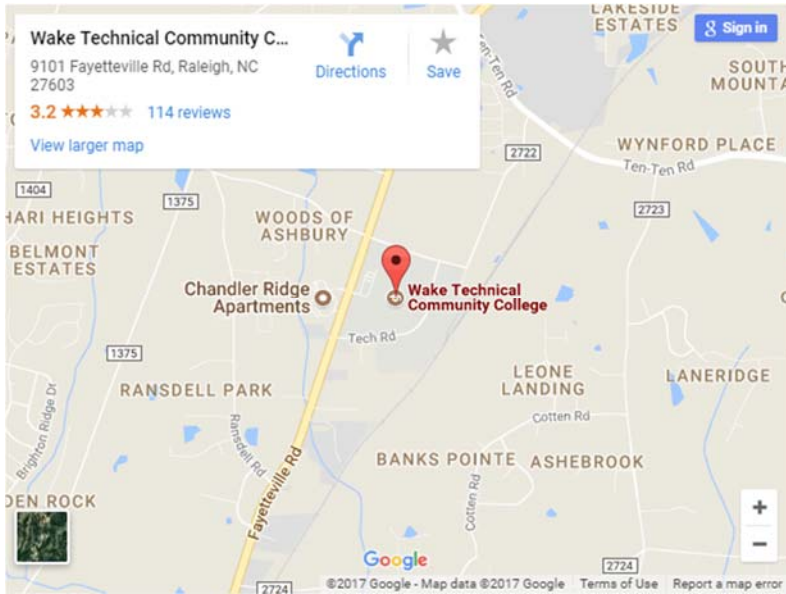 LAKESIDE
ESTATES
Wake Technical Community C...
9101 Fayetteville Rd, Raleigh, NC
27603
3.2
114 reviews
View larger map
Directions
Save
Sign in
Ten-Ten Rd
SOUTH
MOUNTA
WYNFORD PLACE
Ten-Ten Rd
2722
2723
1404
1375
HARI HEIGHTS
BELMONT
ESTATES
WOODS OF
ASHBURY
Chandler Ridge
Apartments
Wake Technical
Community College
Tech Rd
1375
RANSDELL PARK
Ransdell Rd
Brighton Ridge Dr
LEONE
LANDING
LANERIDGE
Cotten Rd
BANKS POINTE
ASHEBROOK
Cotten Rd
Fayetteville Rd
DEN ROCK
2724
2724
+
−
Google
©2017 Google - Map data ©2017 Google
Terms of Use
Report a map error